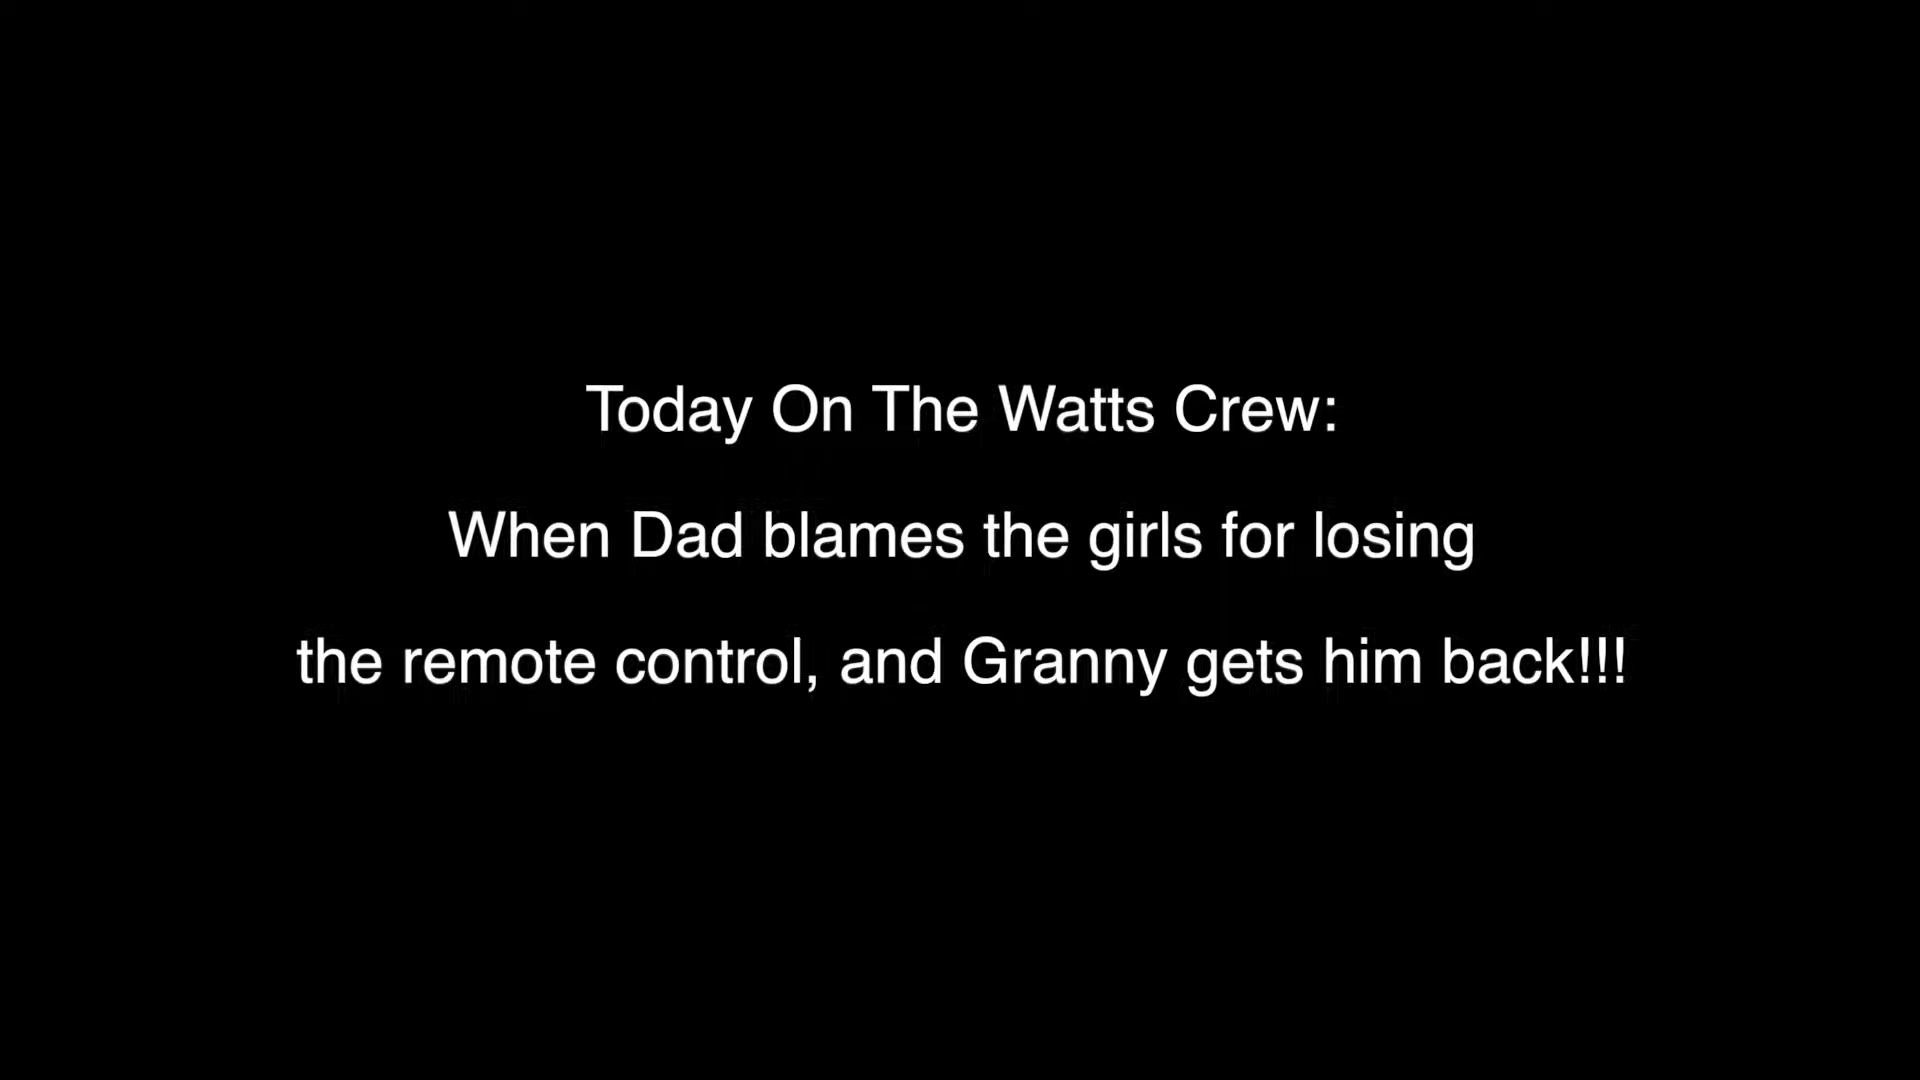 Today On The Watts Crew:
When Dad blames the girls for losing
the remote control, and Granny gets him back!!!